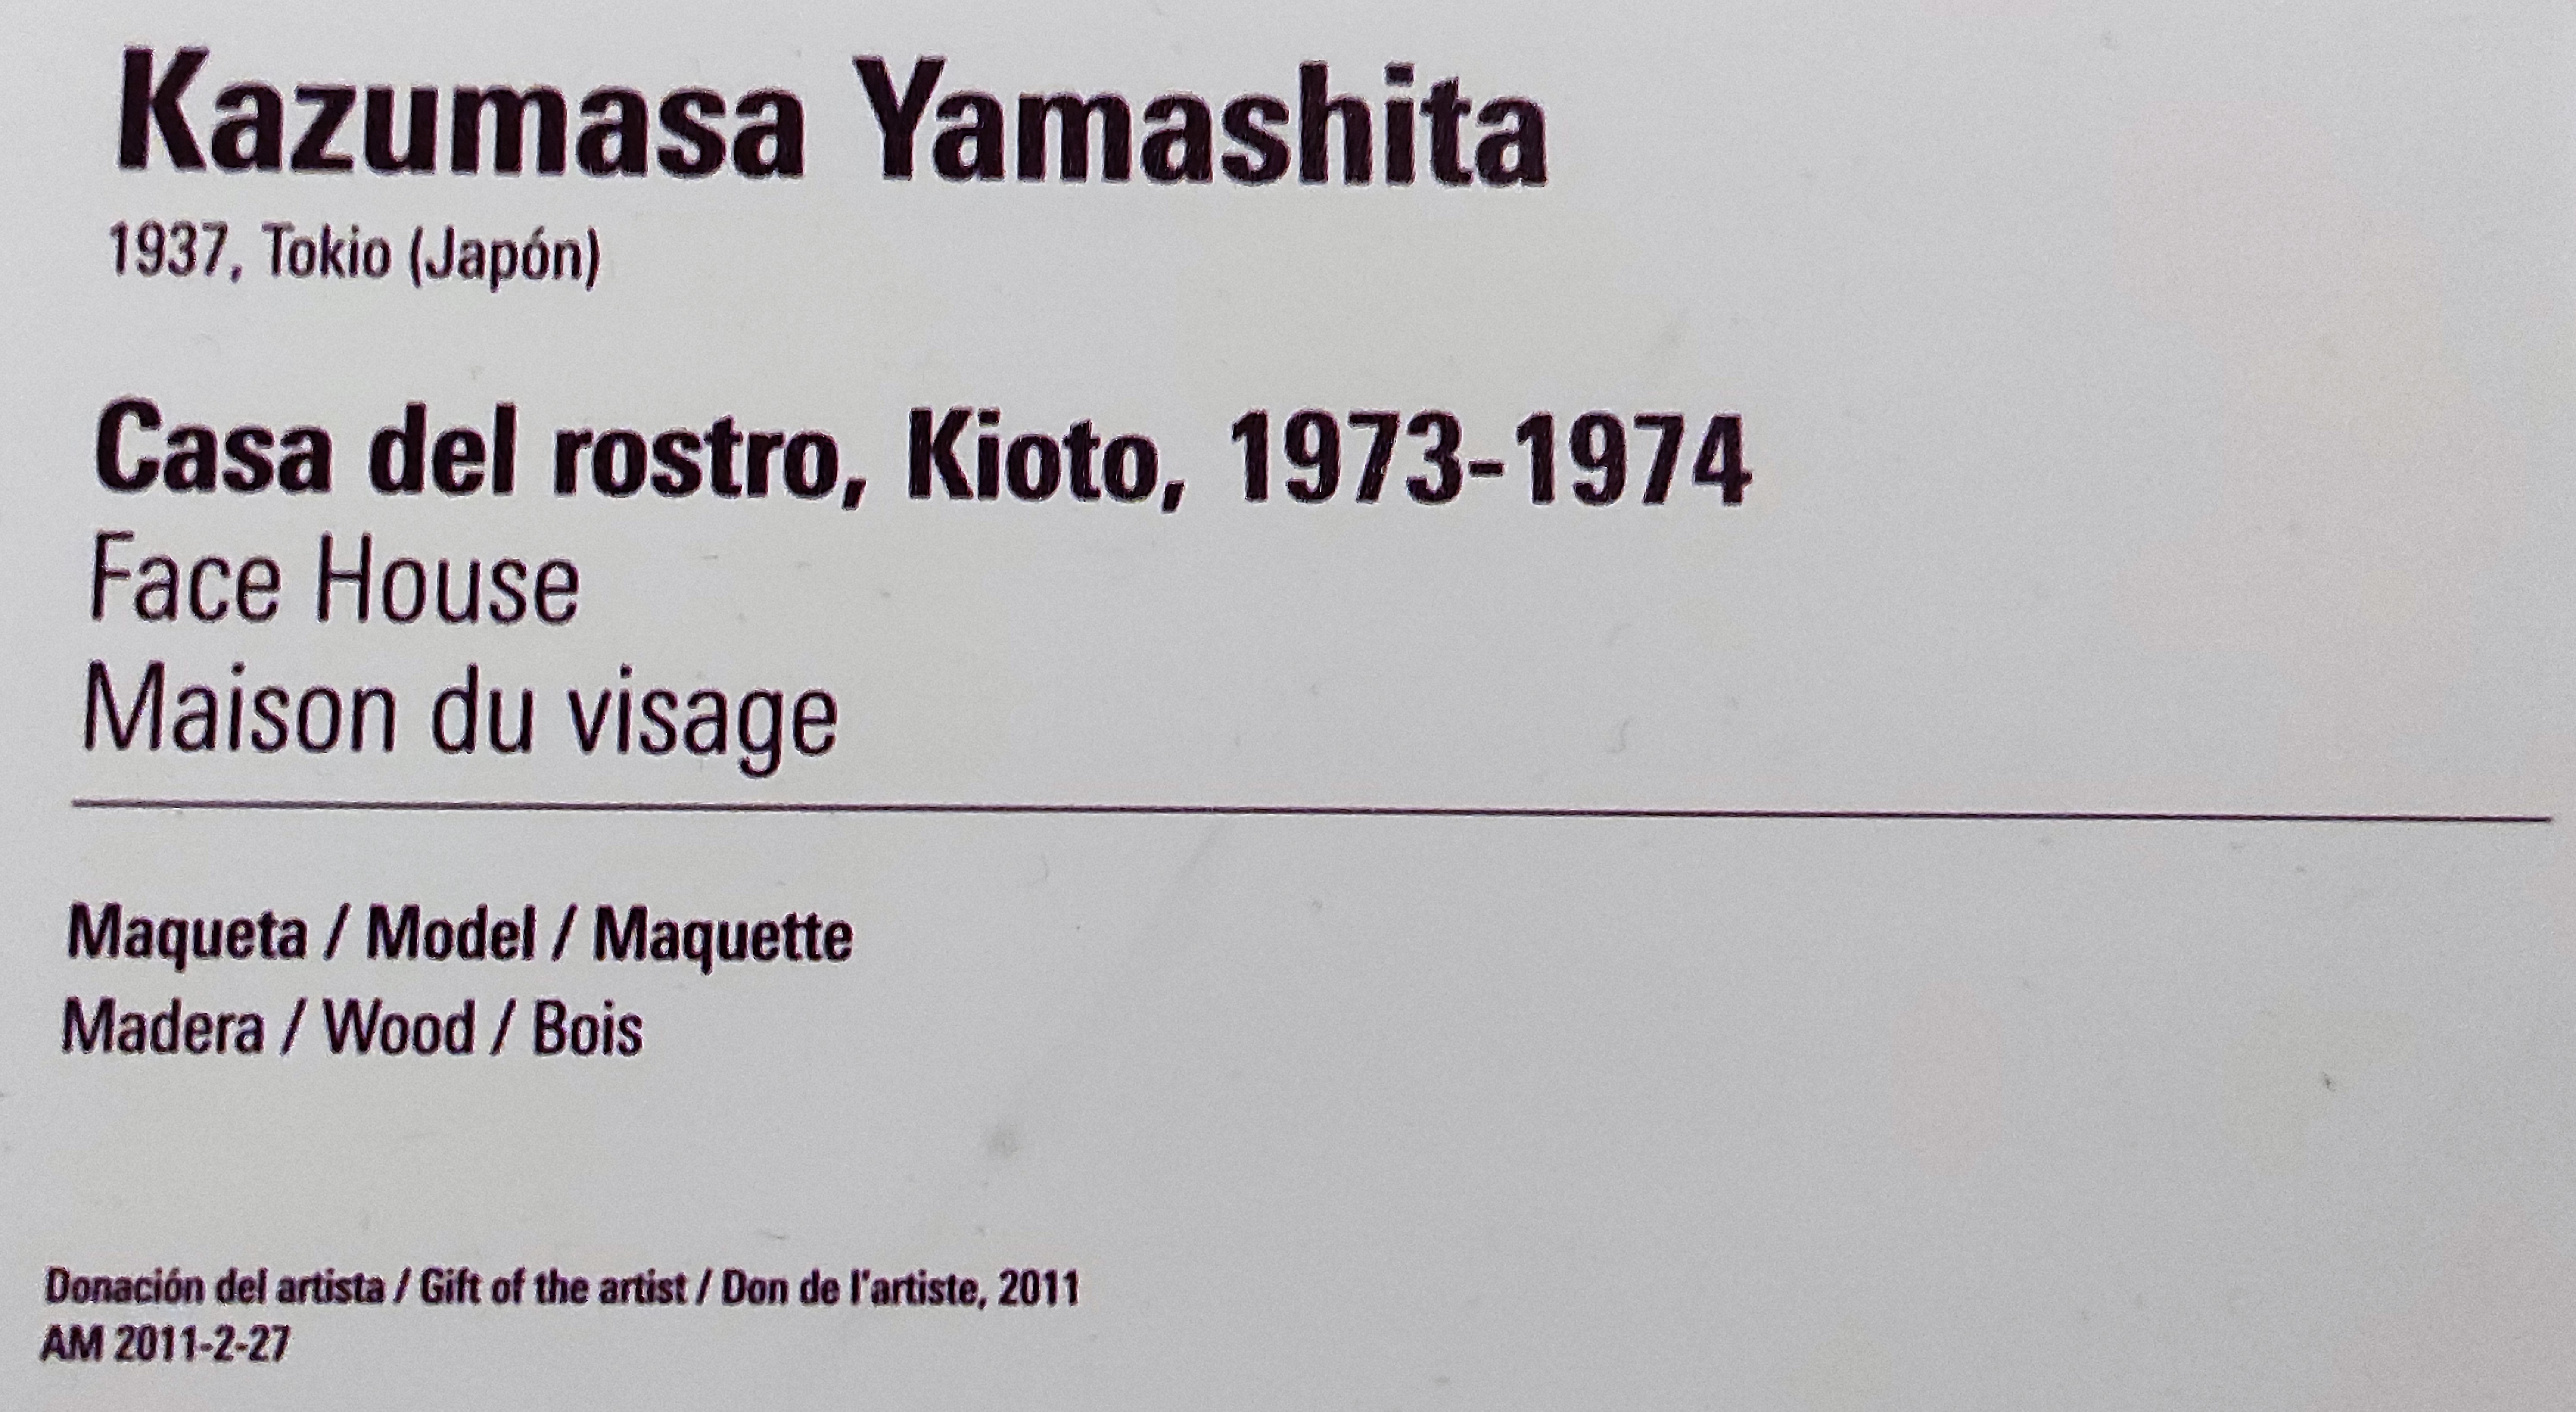 Kazumasa Yamashita
1937, Tokio (Japón)
Casa del rostro, Kioto, 1973-1974
Face House
Maison du visage
Maqueta / Model / Maquette
Madera / Wood / Bois
Donación del artista / Gift of the artist / Don de l'artiste, 2011
AM 2011-2-27